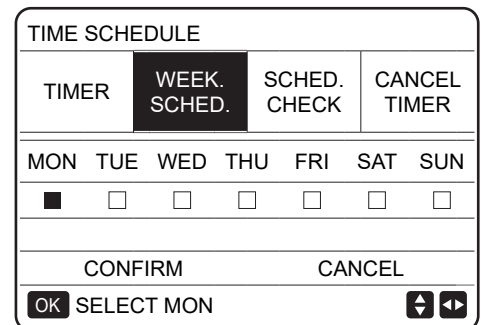 TIME SCHEDULE
TIMER WEEK. SCHED. CANCEL
SCHED. CHECK TIMER
MON TUE WED THU FRI SAT SUN
CONFIRM CANCEL
OK SELECT MON